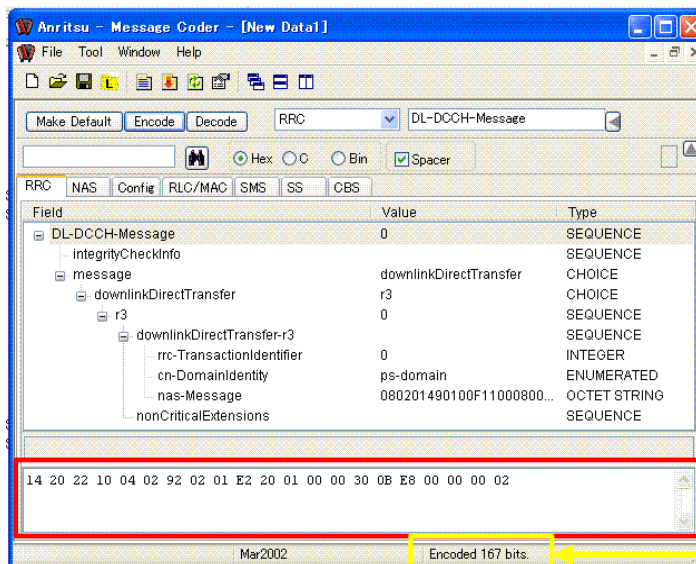 Anritsu - Message Coder - [New Data1]
File Tool Window Help
L
Make Default Encode Decode RRC DL-DCCH-Message
Hex C Bin Spacer
RRC NAS Config RLC/MAC SMS SS CBS
Field Value Type
DL-DCCH-Message 0 SEQUENCE
integrityCheckInfo SEQUENCE
message downlinkDirectTransfer CHOICE
downlinkDirectTransfer r3 CHOICE
r3 0 SEQUENCE
downlinkDirectTransfer-r3 SEQUENCE
rrc-TransactionIdentifier 0 INTEGER
cn-DomainIdentity ps-domain ENUMERATED
nas-Message 080201490100F11000800... OCTET STRING
nonCriticalExtensions SEQUENCE
14 20 22 10 04 02 92 02 01 E2 20 01 00 00 30 0B E8 00 00 00 02
Mar2002 Encoded 167 bits.